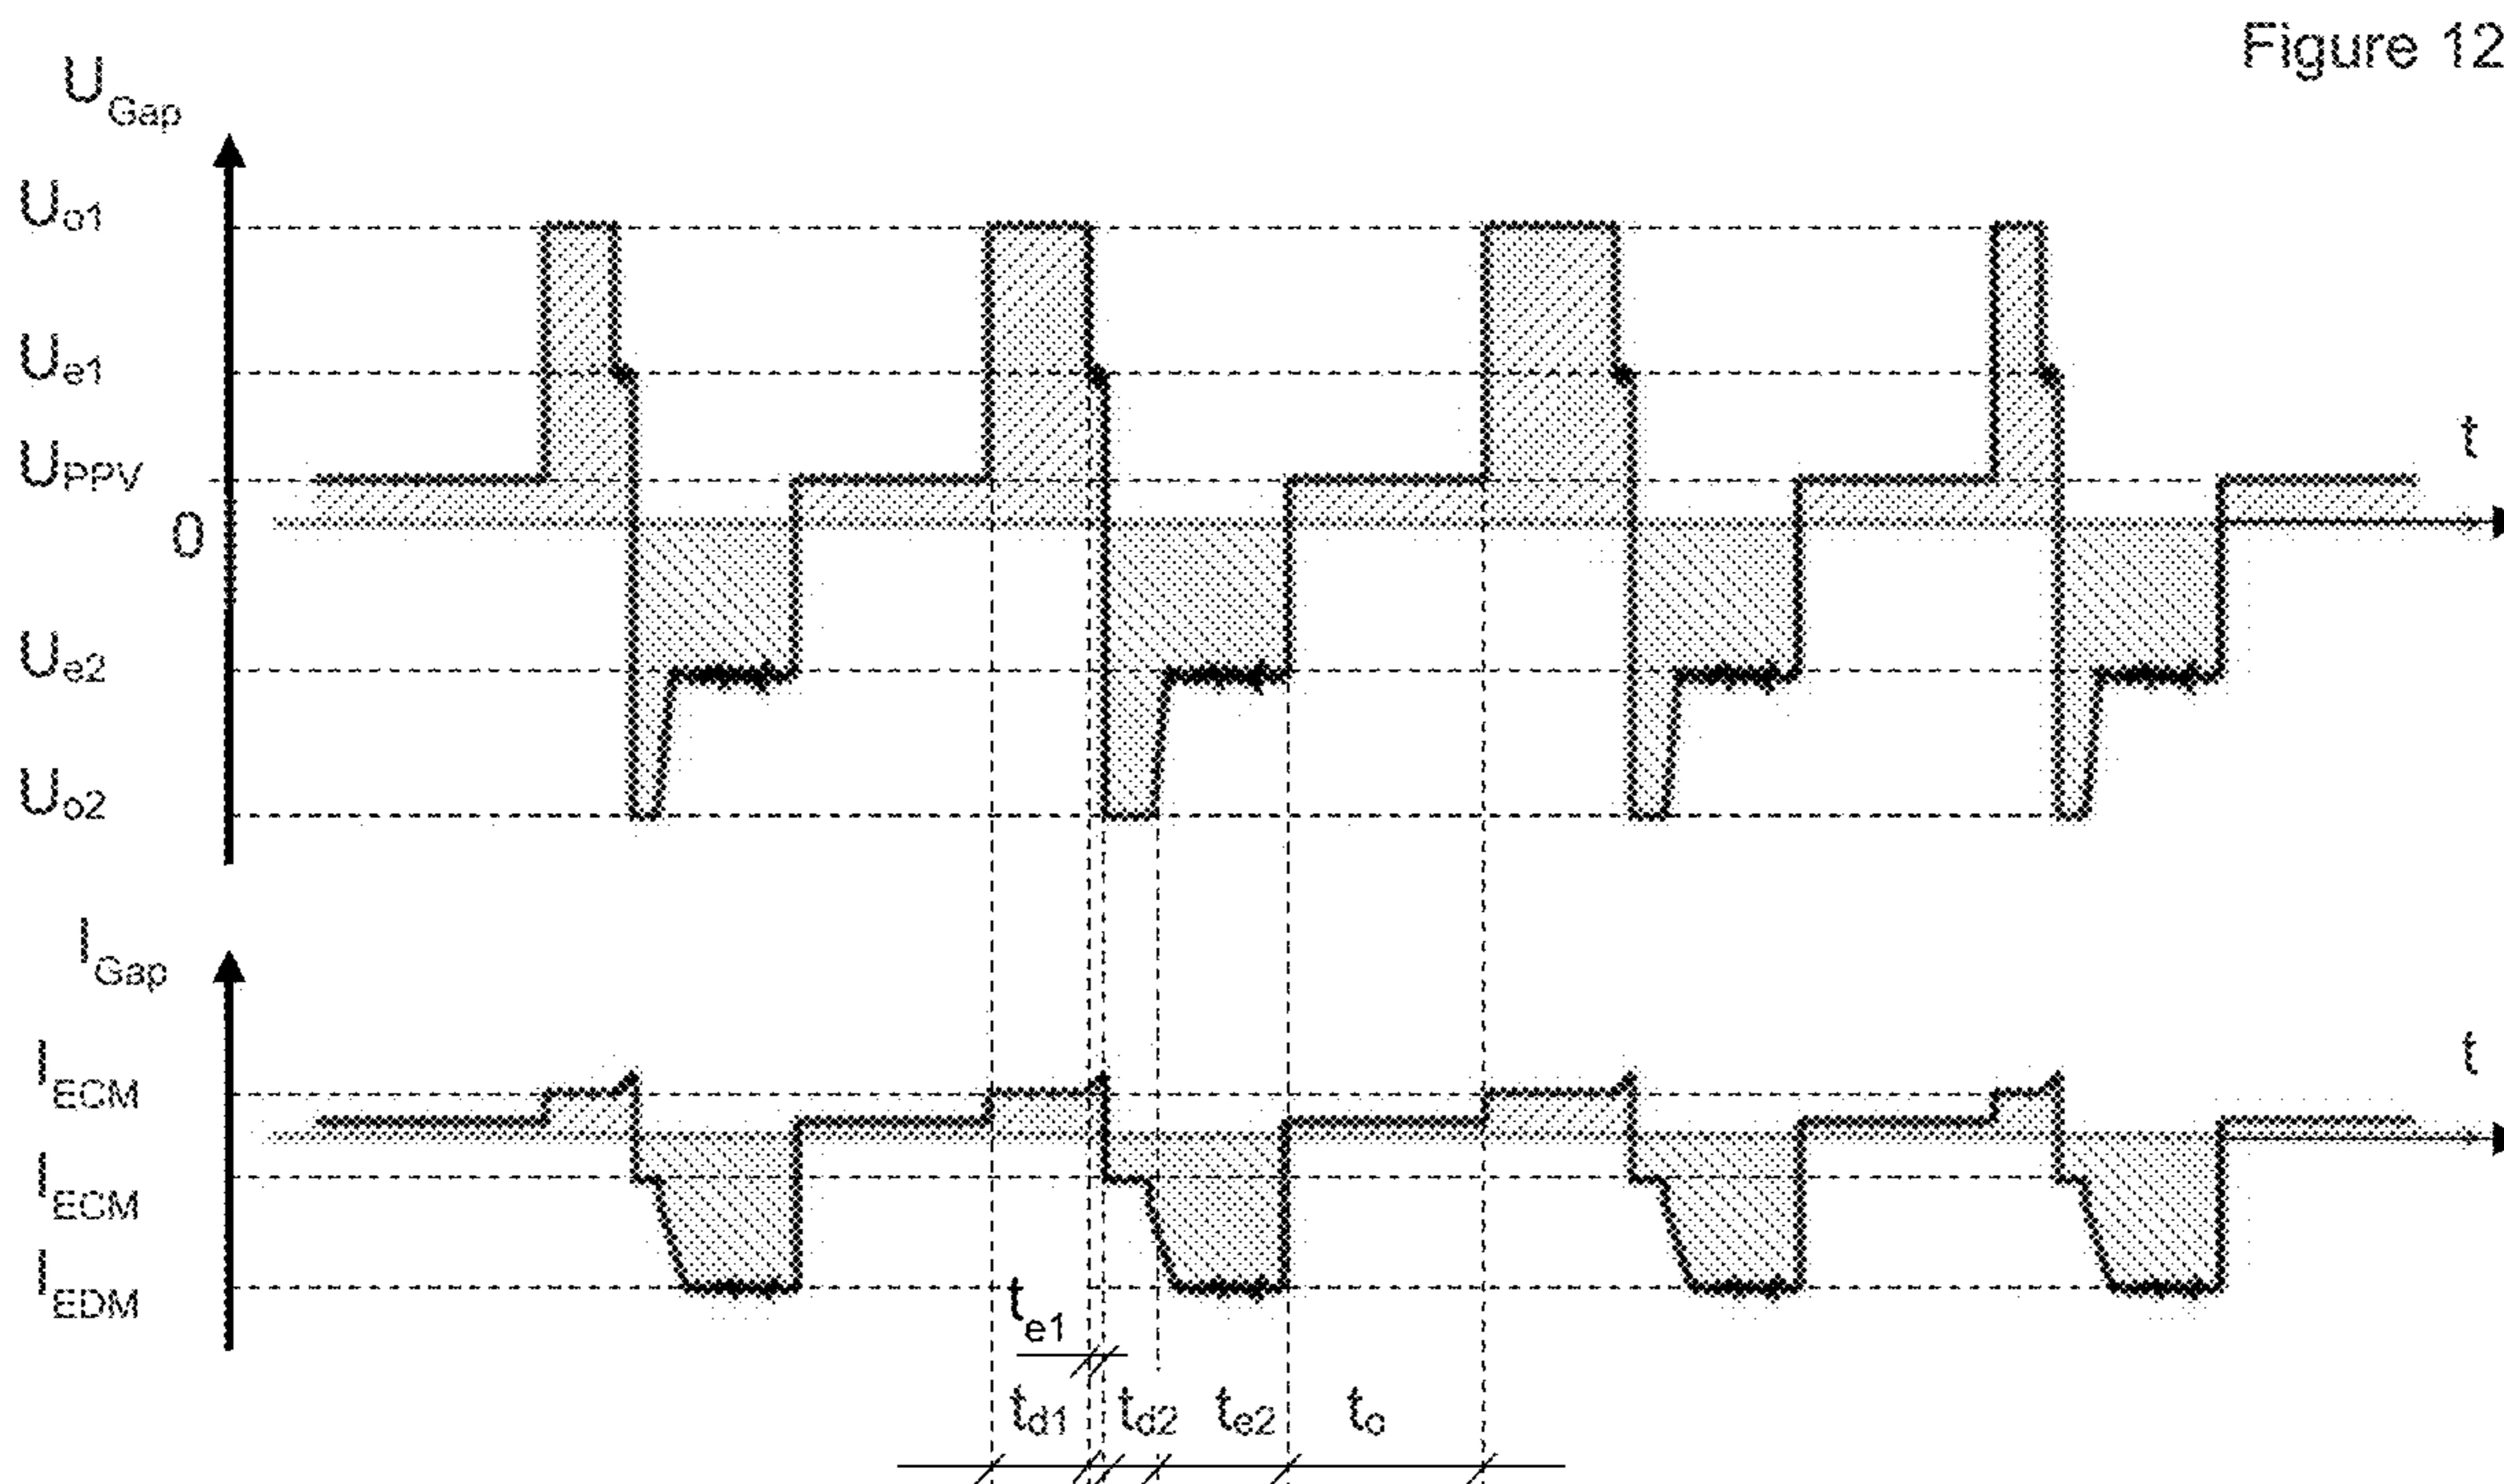 Figure 12
UGap
Uo1
Ue1
UPPV
t
0
Ue2
Uo2
IGap
IECM
t
IECM
IEDM
te1
td1 td2 te2 to